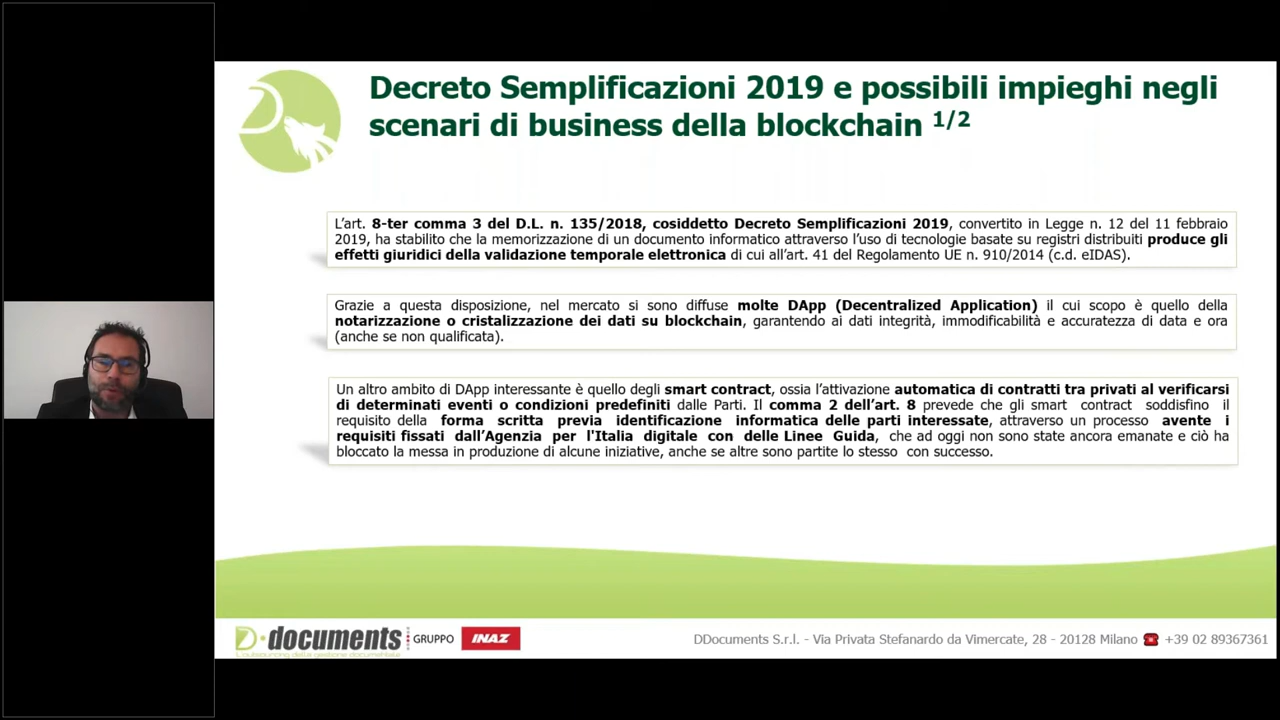 Decreto Semplificazioni 2019 e possibili impieghi negli
scenari di business della blockchain 1/2
L'art. 8-ter comma 3 del D.L. n. 135/2018, cosiddetto Decreto Semplificazioni 2019, convertito in Legge n. 12 del 11 febbraio
2019, ha stabilito che la memorizzazione di un documento informatico attraverso l'uso di tecnologie basate su registri distribuiti produce gli
effetti giuridici della validazione temporale elettronica di cui all'art. 41 del Regolamento UE n. 910/2014 (c.d. eIDAS).
Grazie a questa disposizione, nel mercato si sono diffuse molte DApp (Decentralized Application) il cui scopo è quello della
notarizzazione o cristalizzazione dei dati su blockchain, garantendo ai dati integrità, immodificabilità e accuratezza di data e ora
(anche se non qualificata).
Un altro ambito di DApp interessante è quello degli smart contract, ossia l'attivazione automatica di contratti tra privati al verificarsi
di determinati eventi o condizioni predefiniti dalle Parti. Il comma 2 dell'art. 8 prevede che gli smart contract soddisfino il
requisito della forma scritta previa identificazione informatica delle parti interessate, attraverso un processo avente i
requisiti fissati dall'Agenzia per l'Italia digitale con delle Linee Guida, che ad oggi non sono state ancora emanate e ciò ha
bloccato la messa in produzione di alcune iniziative, anche se altre sono partite lo stesso con successo.
D·documents GRUPPO INAZ
L'outsourcing della gestione documentale
DDocuments S.r.l. - Via Privata Stefanardo da Vimercate, 28 - 20128 Milano ☎ +39 02 89367361